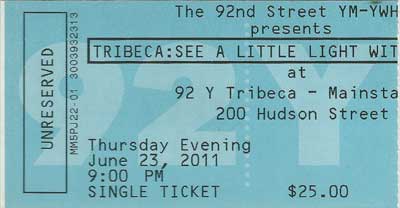 The 92nd Street YM-YWH
presents
TRIBECA:SEE A LITTLE LIGHT WIT
at
92 Y Tribeca - Mainsta
200 Hudson Street
Thursday Evening
June 23, 2011
9:00 PM
SINGLE TICKET $25.00
UNRESERVED
MM5PJ22-01 3003932313
92Y